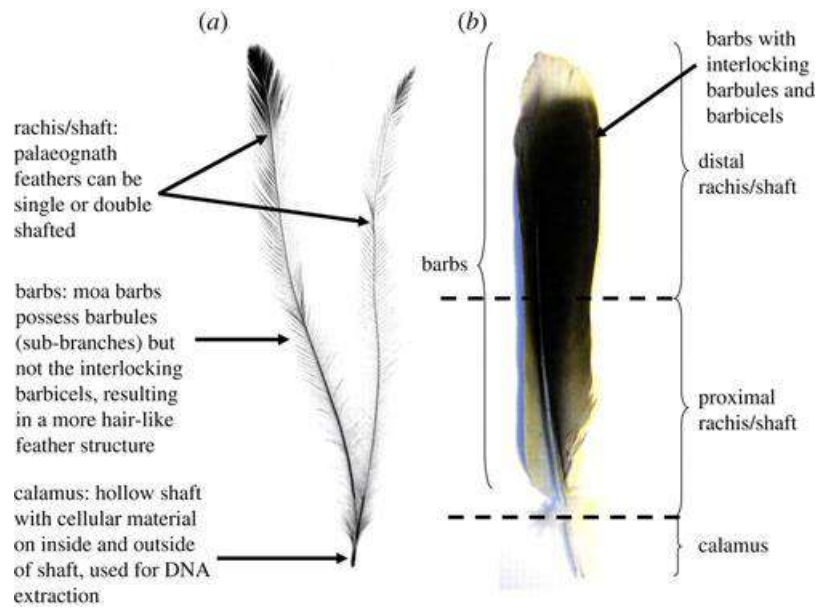 (a)
rachis/shaft:
palaeognath
feathers can be
single or double
shafted
barbs: moa barbs
possess barbules
(sub-branches) but
not the interlocking
barbicels, resulting
in a more hair-like
feather structure
calamus: hollow shaft
with cellular material
on inside and outside
of shaft, used for DNA
extraction
(b)
barbs
barbs with
interlocking
barbules and
barbicels
distal
rachis/shaft
proximal
rachis/shaft
calamus